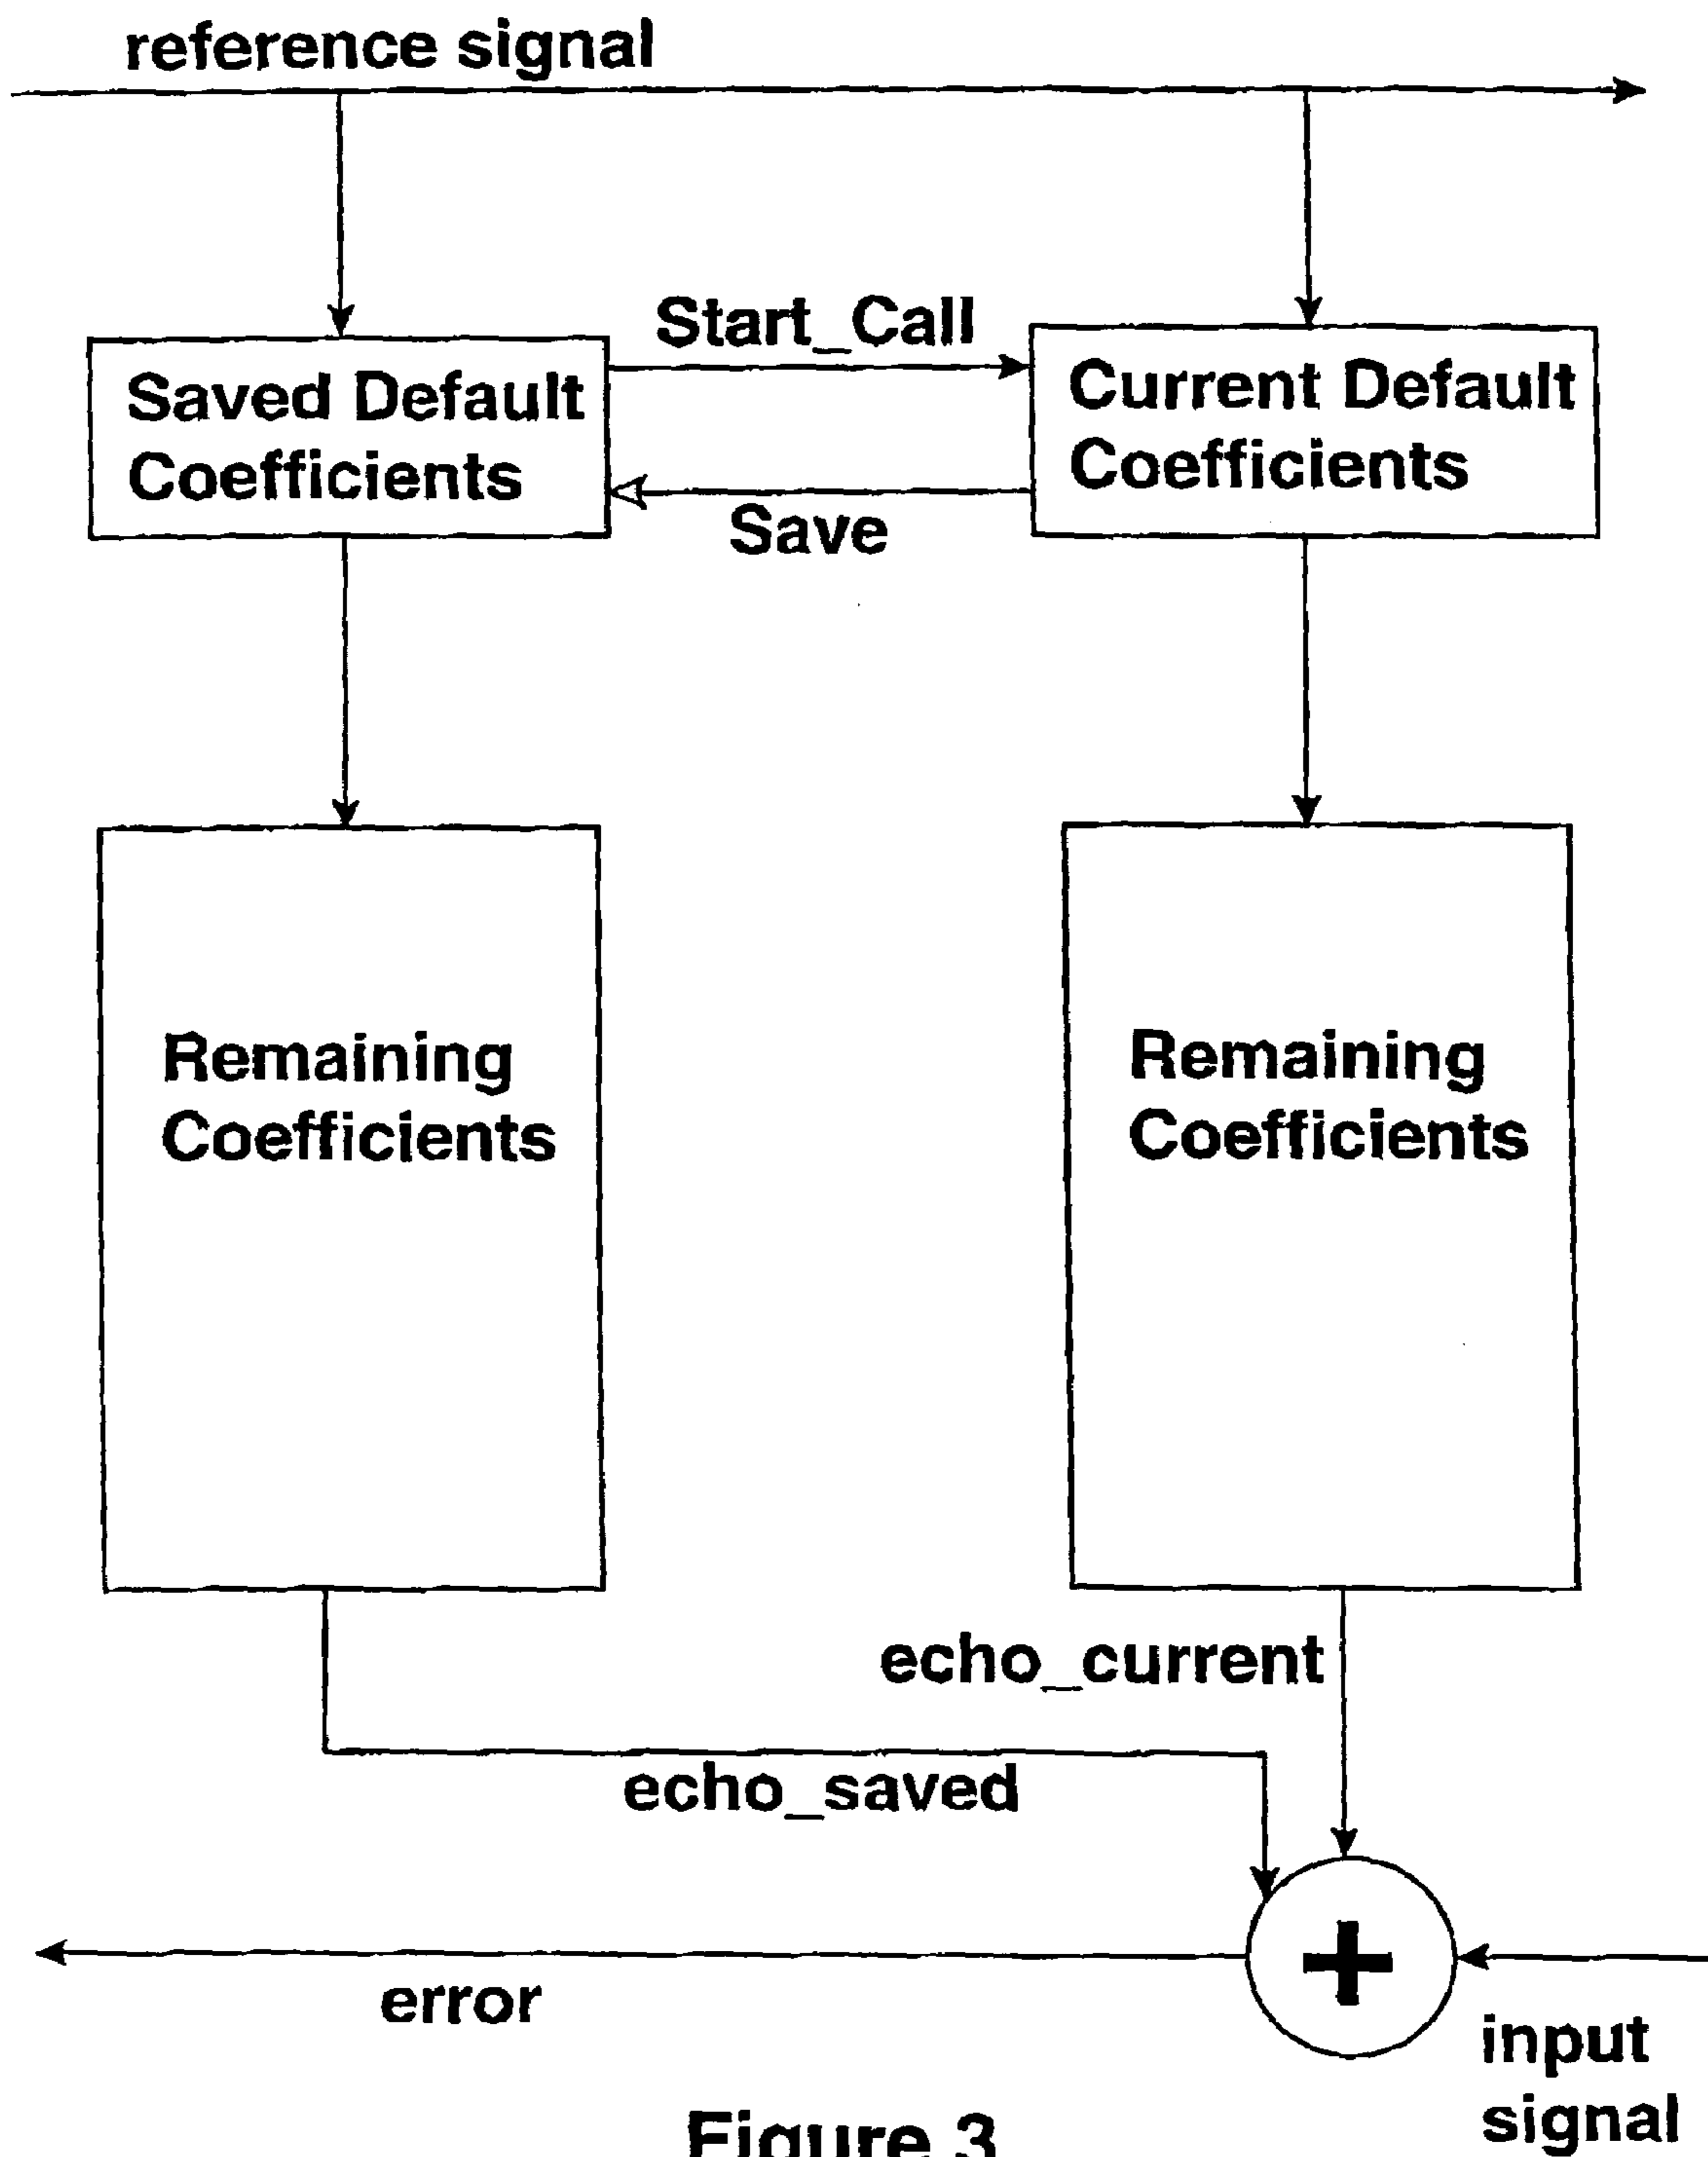 reference signal
Start_Call
Saved Default
Coefficients
Current Default
Coefficients
Save
Remaining
Coefficients
Remaining
Coefficients
echo_current
echo_saved
+
error
input
signal
Figure 3